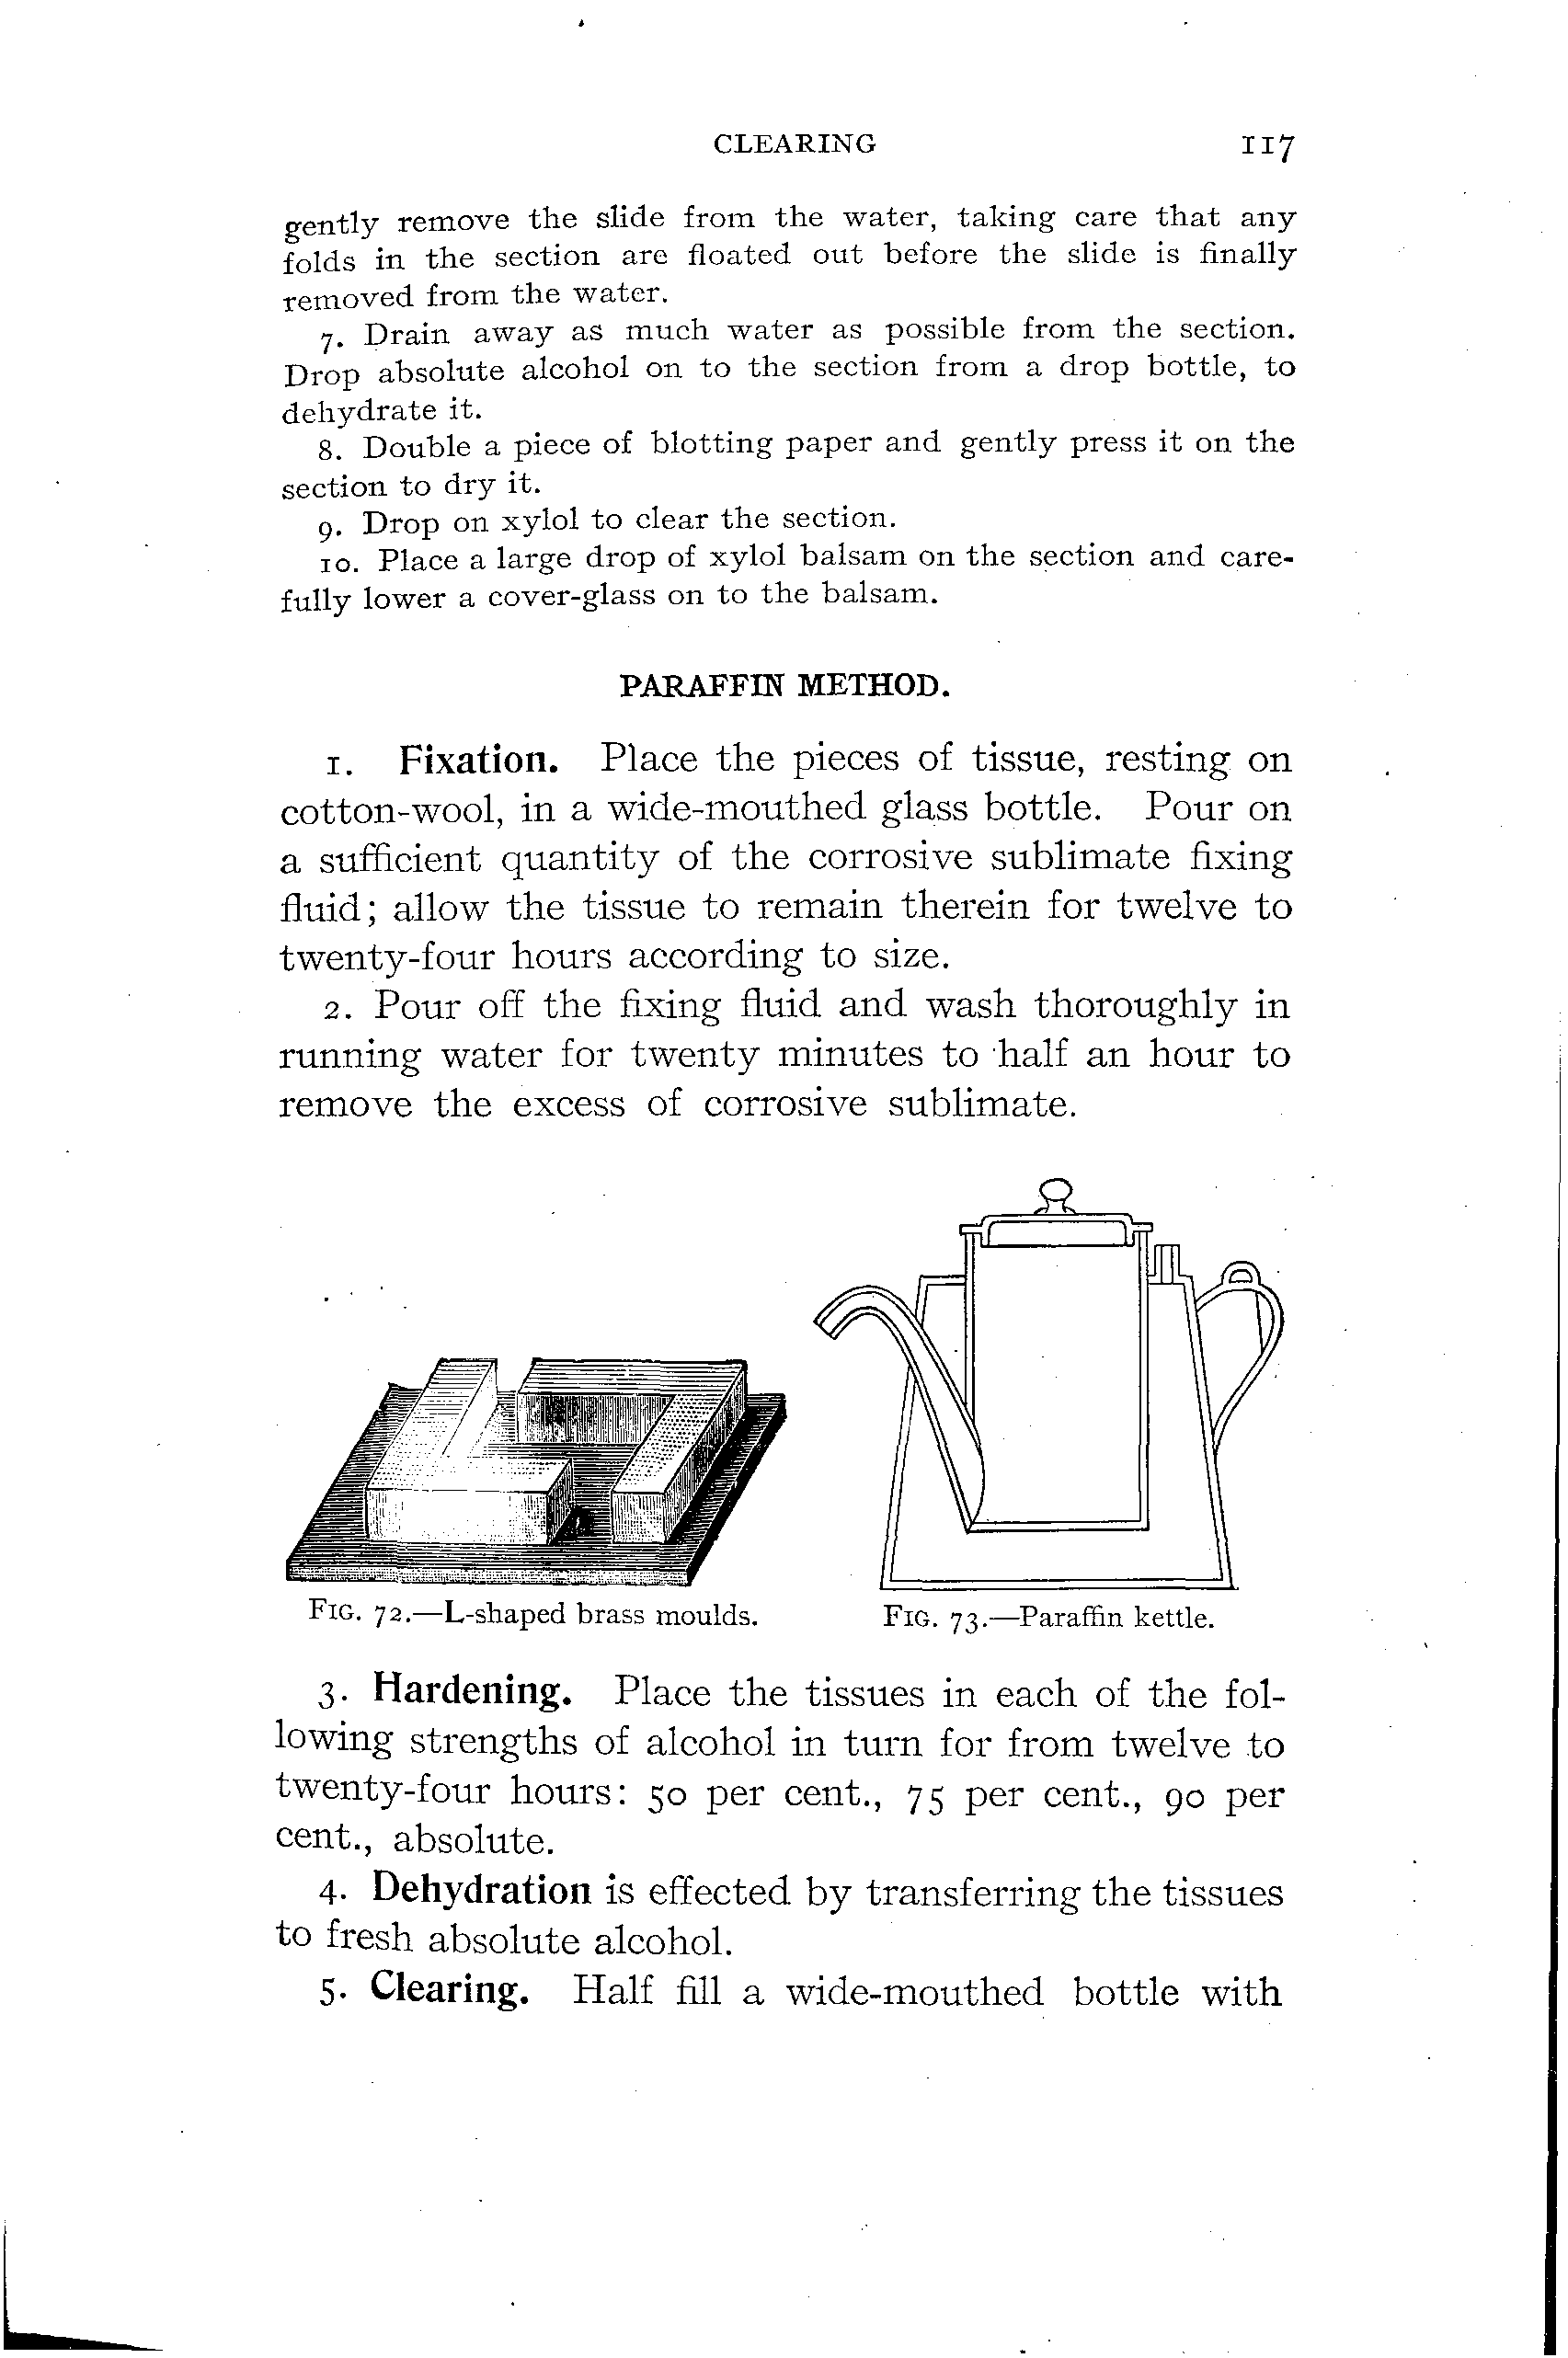 CLEARING 117
gently remove the slide from the water, taking care that any
folds in the section are floated out before the slide is finally
removed from the water.
7. Drain away as much water as possible from the section.
Drop absolute alcohol on to the section from a drop bottle, to
dehydrate it.
8. Double a piece of blotting paper and gently press it on the
section to dry it.
9. Drop on xylol to clear the section.
10. Place a large drop of xylol balsam on the section and care-
fully lower a cover-glass on to the balsam.
PARAFFIN METHOD.
1. Fixation. Place the pieces of tissue, resting on
cotton-wool, in a wide-mouthed glass bottle. Pour on
a sufficient quantity of the corrosive sublimate fixing
fluid; allow the tissue to remain therein for twelve to
twenty-four hours according to size.
2. Pour off the fixing fluid and wash thoroughly in
running water for twenty minutes to half an hour to
remove the excess of corrosive sublimate.
FIG. 72.—L-shaped brass moulds.
FIG. 73.—Paraffin kettle.
3. Hardening. Place the tissues in each of the fol-
lowing strengths of alcohol in turn for from twelve to
twenty-four hours: 50 per cent., 75 per cent., 90 per
cent., absolute.
4. Dehydration is effected by transferring the tissues
to fresh absolute alcohol.
5. Clearing. Half fill a wide-mouthed bottle with